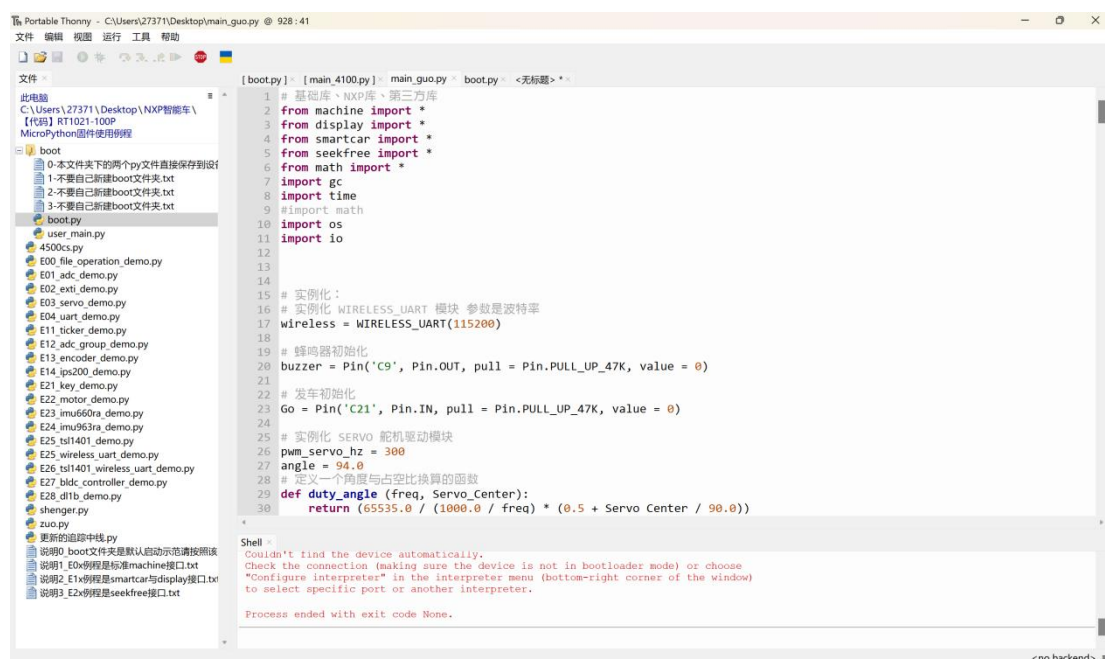 Portable Thonny - C:\Users\27371\Desktop\main_guo.py @ 928 : 41
文件 编辑 视图 运行 工具 帮助
文件
此电脑
C:\Users\27371\Desktop\NXP智能车\
【代码】RT1021-100P
MicroPython固件使用例程
boot
0-本文件夹下的两个py文件直接保存到设备
1-不要自己新建boot文件夹.txt
2-不要自己新建boot文件夹.txt
3-不要自己新建boot文件夹.txt
boot.py
user_main.py
4500cs.py
E00_file_operation_demo.py
E01_adc_demo.py
E02_exti_demo.py
E03_servo_demo.py
E04_uart_demo.py
E11_ticker_demo.py
E12_adc_group_demo.py
E13_encoder_demo.py
E14_ips200_demo.py
E21_key_demo.py
E22_motor_demo.py
E23_imu660ra_demo.py
E24_imu963ra_demo.py
E25_tsl1401_demo.py
E25_wireless_uart_demo.py
E26_tsl1401_wireless_uart_demo.py
E27_bldc_controller_demo.py
E28_dl1b_demo.py
shenger.py
zuo.py
更新的追踪中线.py
说明0_boot文件夹是默认启动示范请按照该
说明1_E0x例程是标准machine接口.txt
说明2_E1x例程是smartcar与display接口.txt
说明3_E2x例程是seekfree接口.txt
[ boot.py ] [ main_4100.py ] main_guo.py boot.py <无标题> *
1 # 基础库、NXP库、第三方库
2 from machine import *
3 from display import *
4 from smartcar import *
5 from seekfree import *
6 from math import *
7 import gc
8 import time
9 #import math
10 import os
11 import io
12
13
14
15 # 实例化：
16 # 实例化 WIRELESS_UART 模块 参数是波特率
17 wireless = WIRELESS_UART(115200)
18
19 # 蜂鸣器初始化
20 buzzer = Pin('C9', Pin.OUT, pull = Pin.PULL_UP_47K, value = 0)
21
22 # 发车初始化
23 Go = Pin('C21', Pin.IN, pull = Pin.PULL_UP_47K, value = 0)
24
25 # 实例化 SERVO 舵机驱动模块
26 pwm_servo_hz = 300
27 angle = 94.0
28 # 定义一个角度与占空比换算的函数
29 def duty_angle (freq, Servo_Center):
30 return (65535.0 / (1000.0 / freq) * (0.5 + Servo_Center / 90.0))
Shell
Couldn't find the device automatically.
Check the connection (making sure the device is not in bootloader mode) or choose
"Configure interpreter" in the interpreter menu (bottom-right corner of the window)
to select specific port or another interpreter.
Process ended with exit code None.
<no backend>